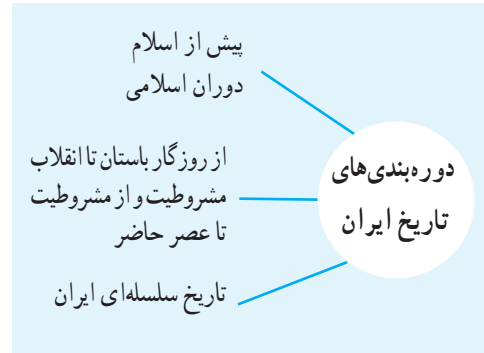 دوره‌بندی‌های
تاریخ ایران
پیش از اسلام
دوران اسلامی
از روزگار باستان تا انقلاب
مشروطیت و از مشروطیت
تا عصر حاضر
تاریخ سلسله‌ای ایران